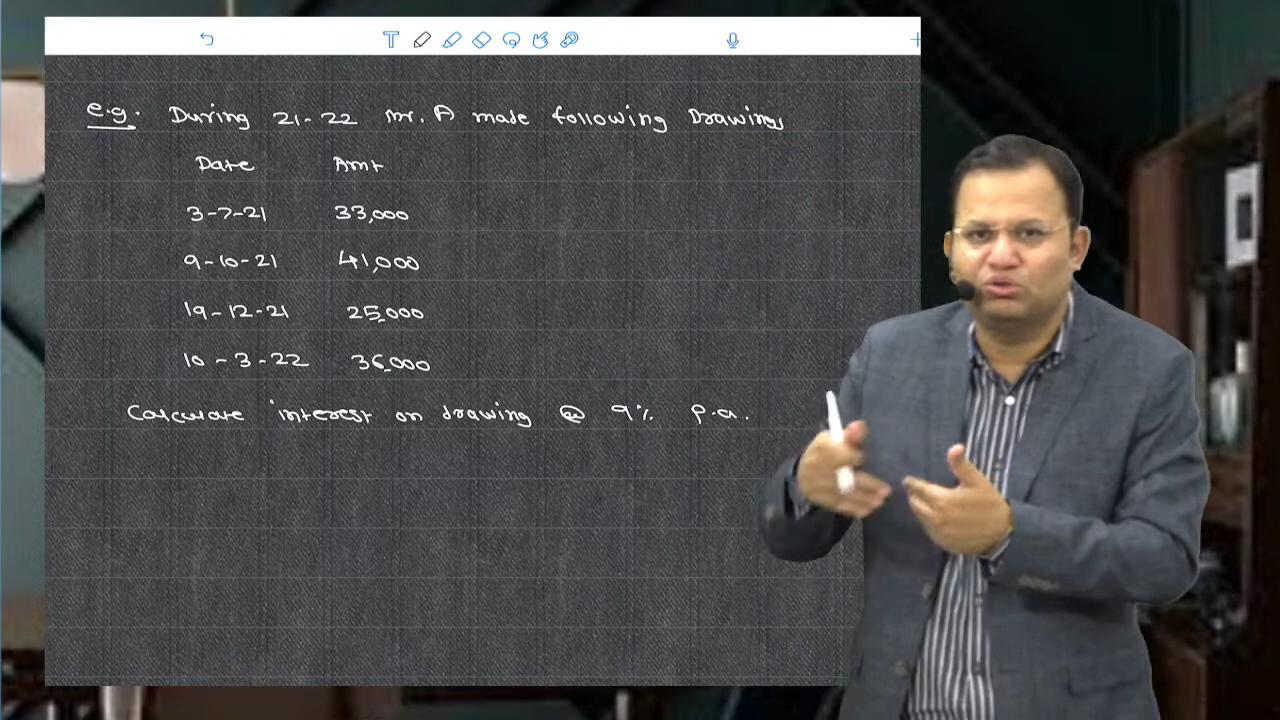 e.g. During 21-22 Mr. A made following Drawings
Date Amt
3-7-21 33,000
9-10-21 41,000
19-12-21 25,000
10-3-22 36,000
Calculate interest on drawing @ 9% p.a.